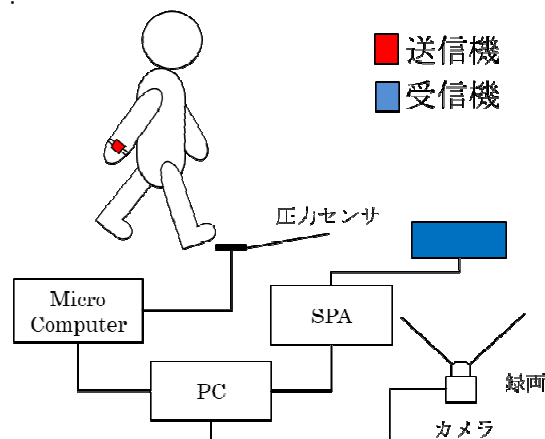 送信機
受信機
圧力センサ
Micro
Computer
SPA
PC
録画
カメラ